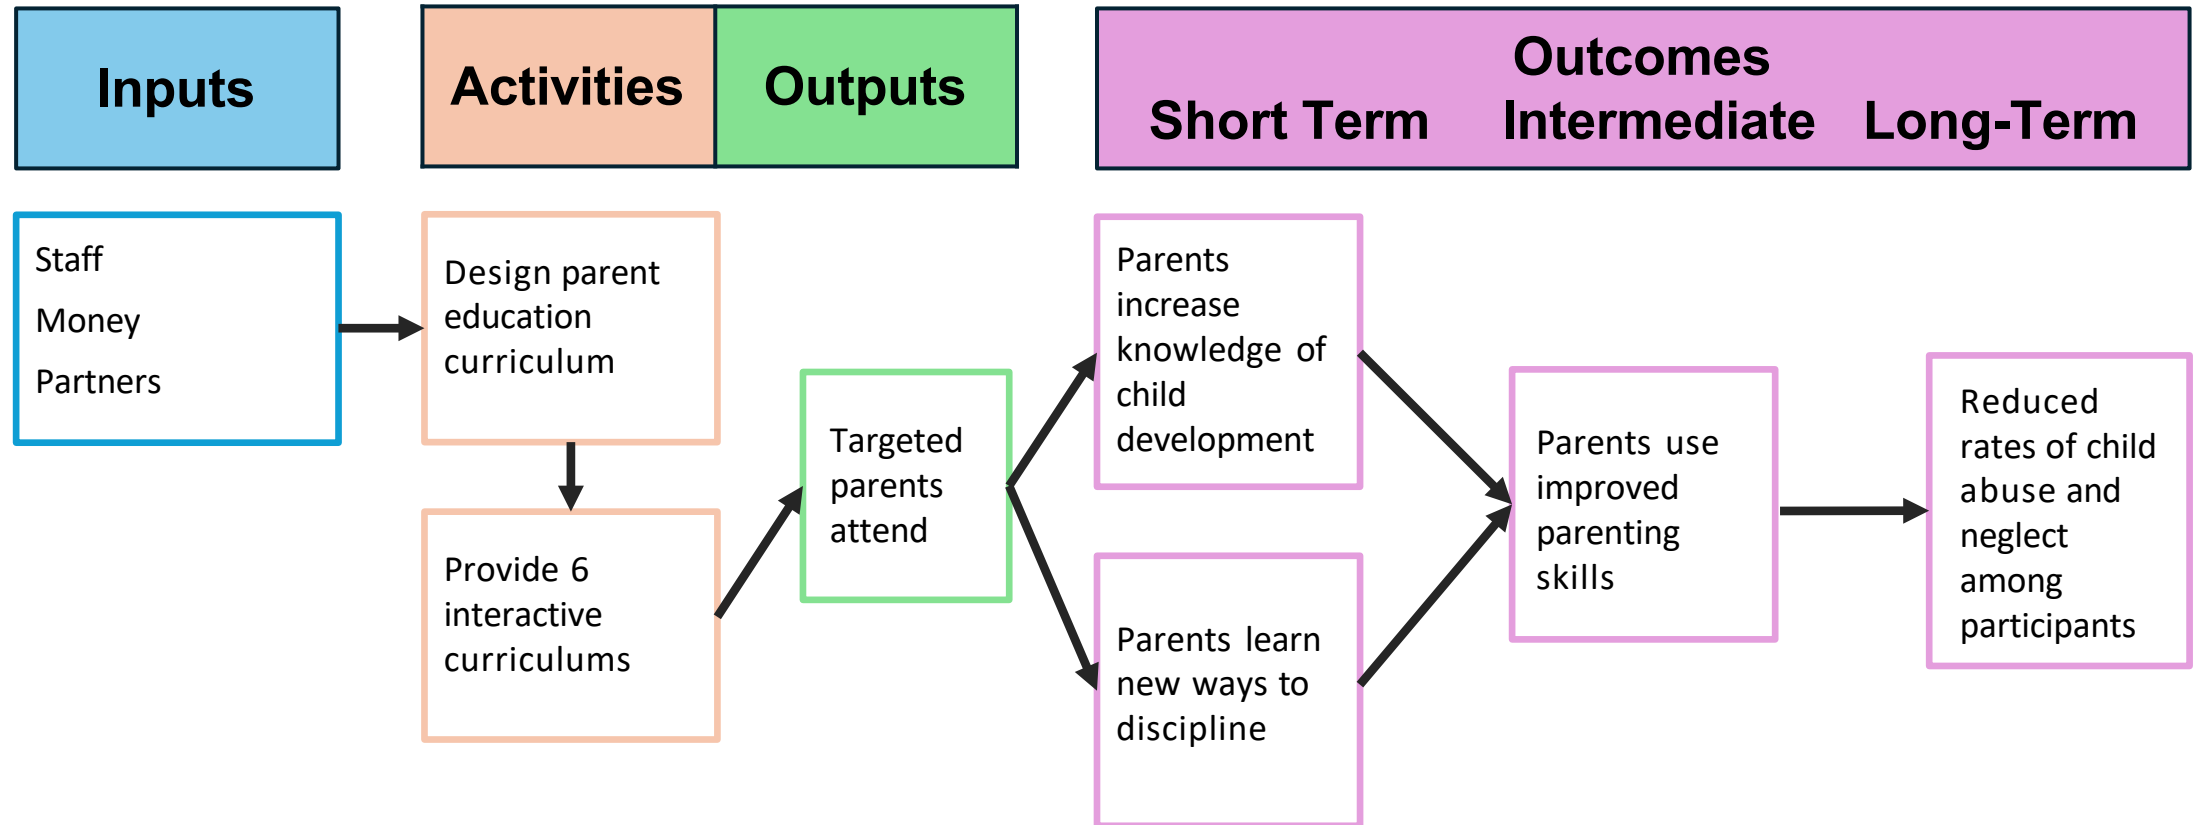 Inputs
Activities
Outputs
Outcomes
Short Term Intermediate Long-Term
Staff
Money
Partners
Design parent
education
curriculum
Provide 6
interactive
curriculums
Targeted
parents
attend
Parents
increase
knowledge of
child
development
Parents learn
new ways to
discipline
Parents use
improved
parenting
skills
Reduced
rates of child
abuse and
neglect
among
participants